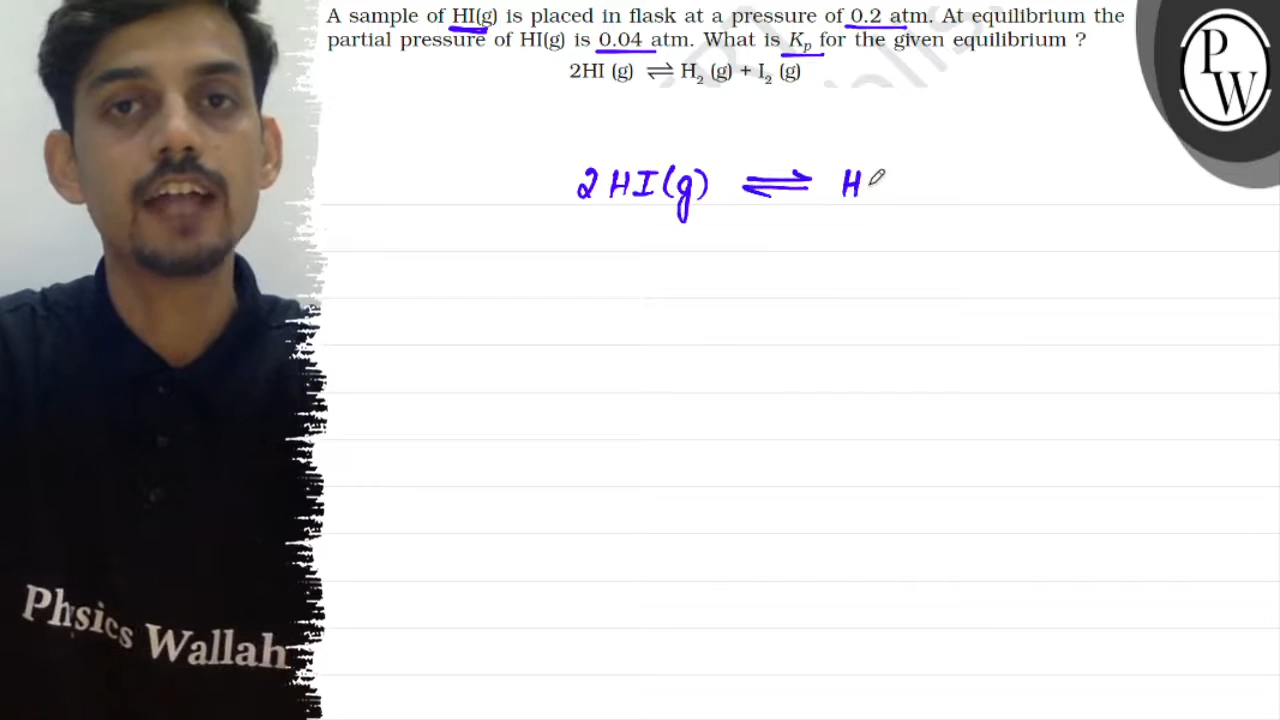 A sample of HI(g) is placed in flask at a pressure of 0.2 atm. At equilibrium the
partial pressure of HI(g) is 0.04 atm. What is Kp for the given equilibrium ?
2HI (g) ⇌ H₂ (g) + I₂ (g)
P
W
2HI(g) ⇌ H
Physics Wallah